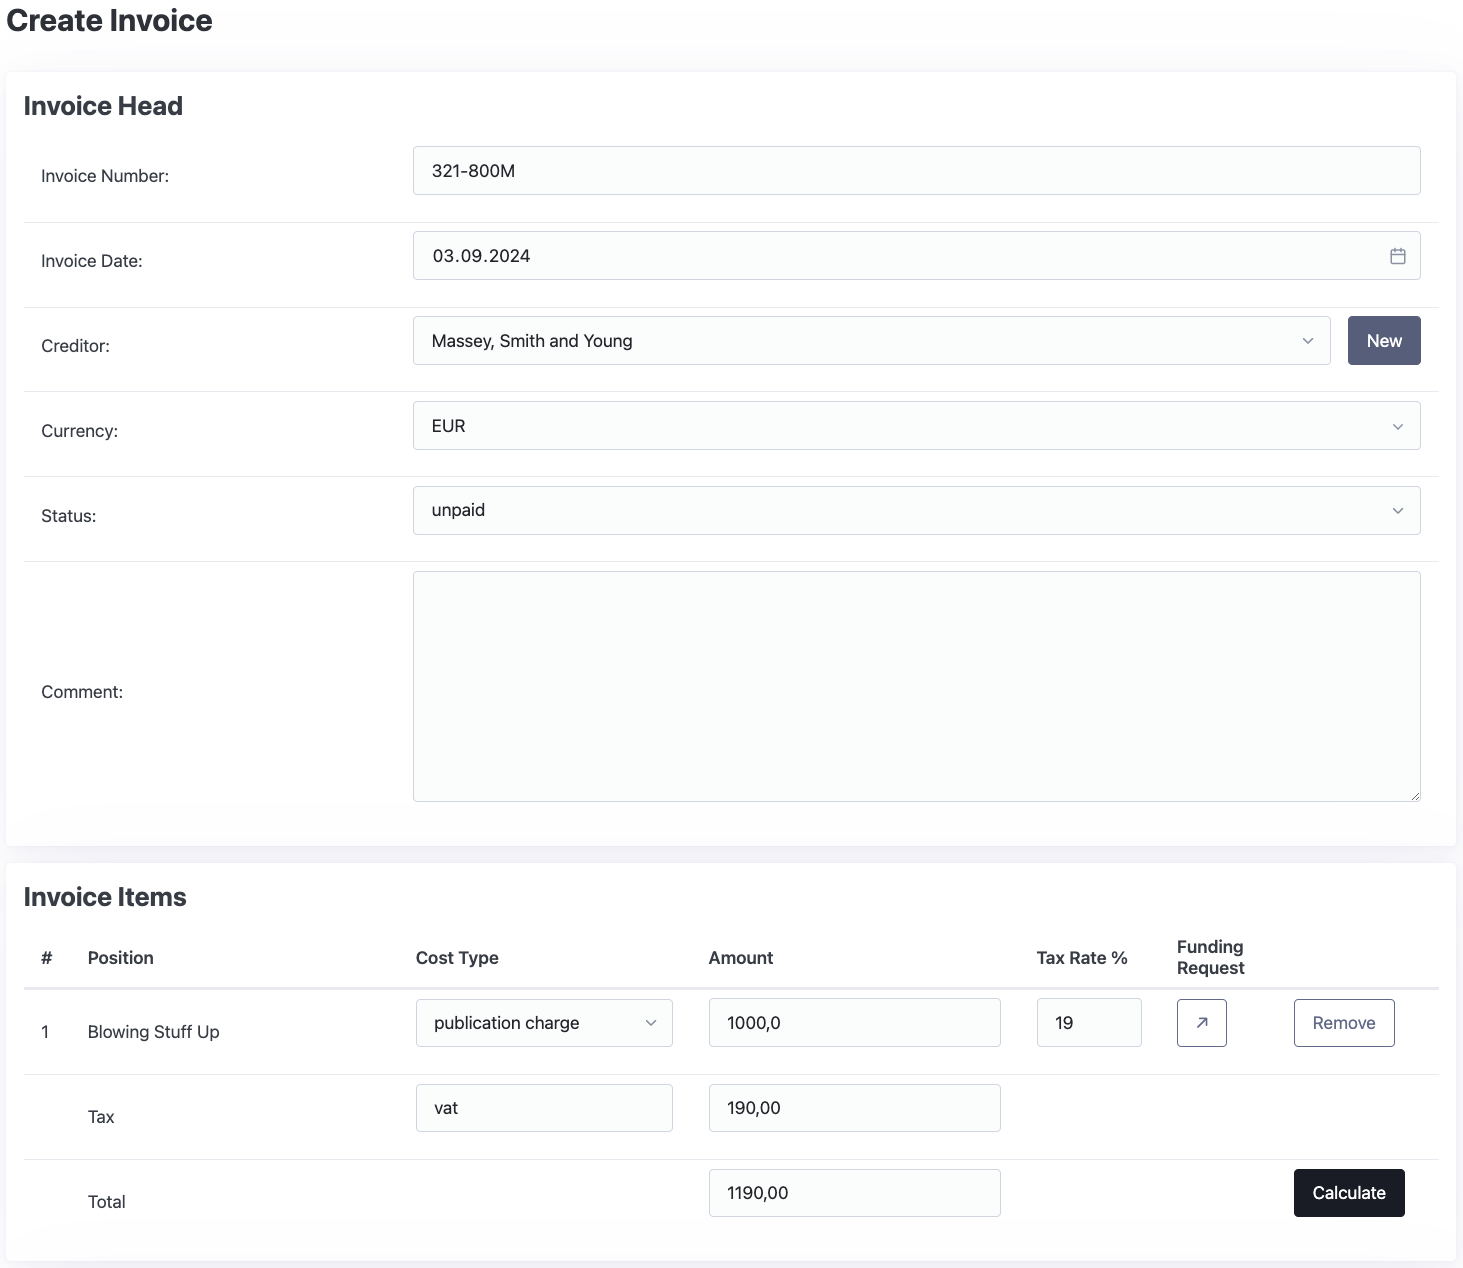 Create Invoice
Invoice Head
Invoice Number: 321-800M
Invoice Date: 03.09.2024
Creditor: Massey, Smith and Young New
Currency: EUR
Status: unpaid
Comment:
Invoice Items
# Position Cost Type Amount Tax Rate % Funding Request
1 Blowing Stuff Up publication charge 1000,0 19 Remove
Tax vat 190,00
Total 1190,00 Calculate